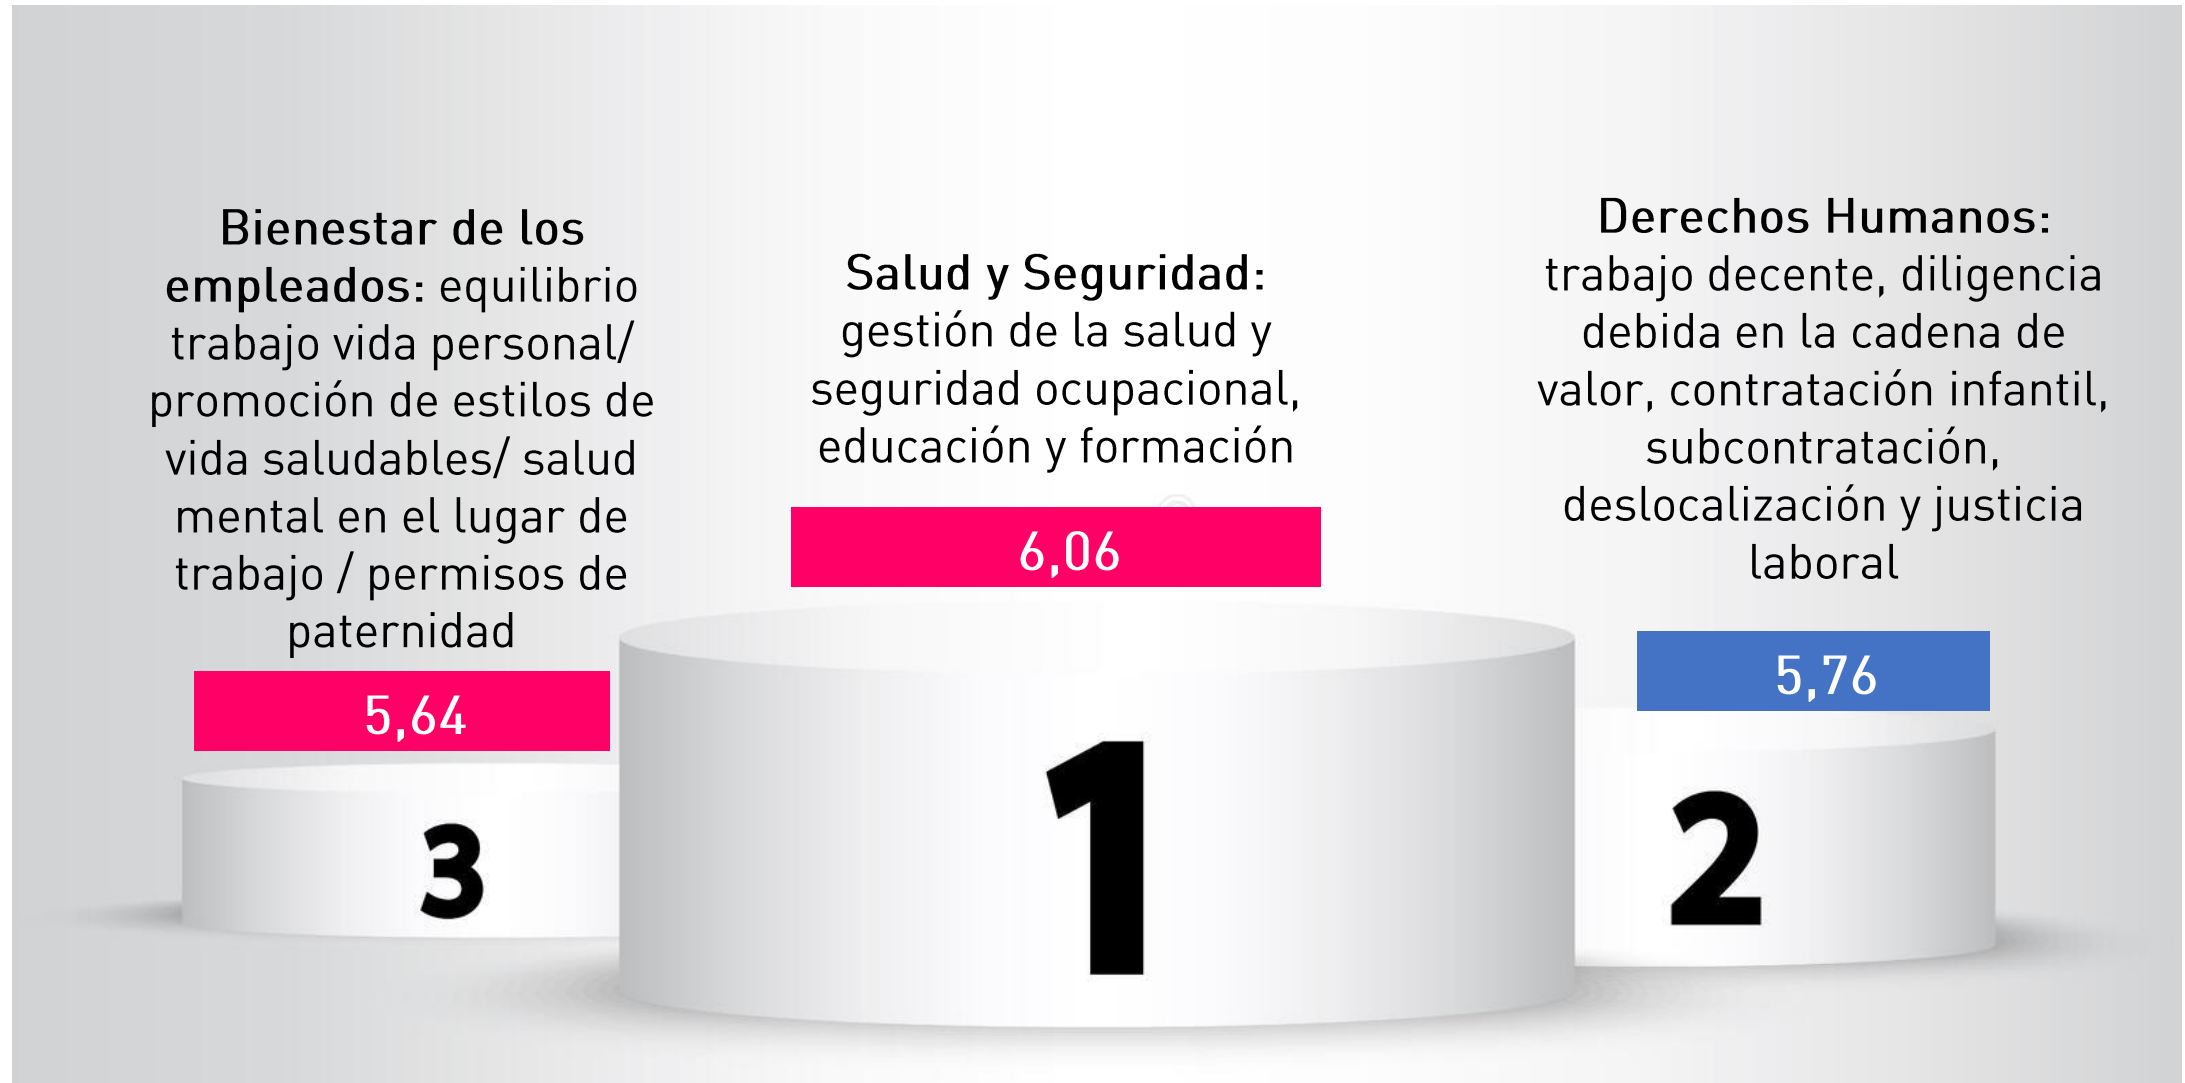 Bienestar de los
empleados: equilibrio
trabajo vida personal/
promoción de estilos de
vida saludables/ salud
mental en el lugar de
trabajo / permisos de
paternidad
5,64
3
Salud y Seguridad:
gestión de la salud y
seguridad ocupacional,
educación y formación
6,06
1
Derechos Humanos:
trabajo decente, diligencia
debida en la cadena de
valor, contratación infantil,
subcontratación,
deslocalización y justicia
laboral
5,76
2